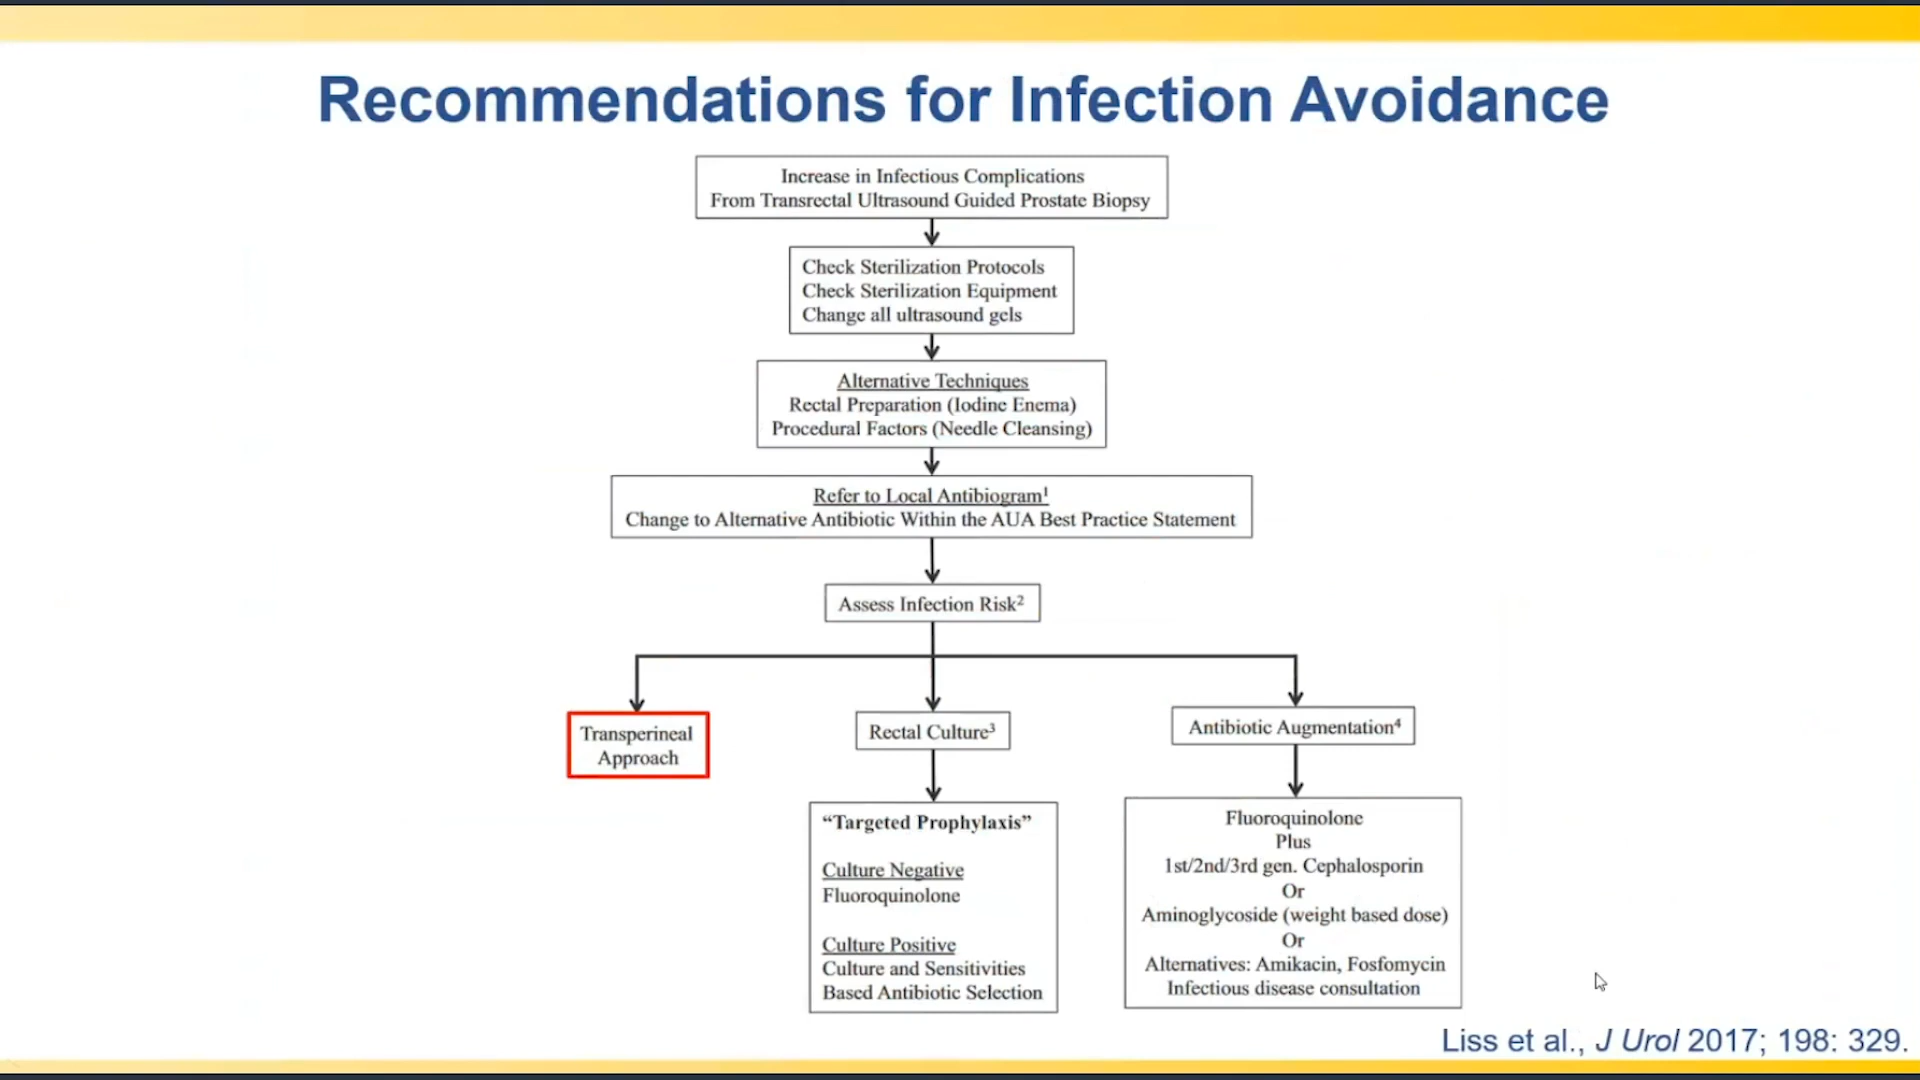 Recommendations for Infection Avoidance
Increase in Infectious Complications
From Transrectal Ultrasound Guided Prostate Biopsy
Check Sterilization Protocols
Check Sterilization Equipment
Change all ultrasound gels
Alternative Techniques
Rectal Preparation (Iodine Enema)
Procedural Factors (Needle Cleansing)
Refer to Local Antibiogram¹
Change to Alternative Antibiotic Within the AUA Best Practice Statement
Assess Infection Risk²
Transperineal
Approach
Rectal Culture³
“Targeted Prophylaxis”
Culture Negative
Fluoroquinolone
Culture Positive
Culture and Sensitivities
Based Antibiotic Selection
Antibiotic Augmentation⁴
Fluoroquinolone
Plus
1st/2nd/3rd gen. Cephalosporin
Or
Aminoglycoside (weight based dose)
Or
Alternatives: Amikacin, Fosfomycin
Infectious disease consultation
Liss et al., J Urol 2017; 198: 329.